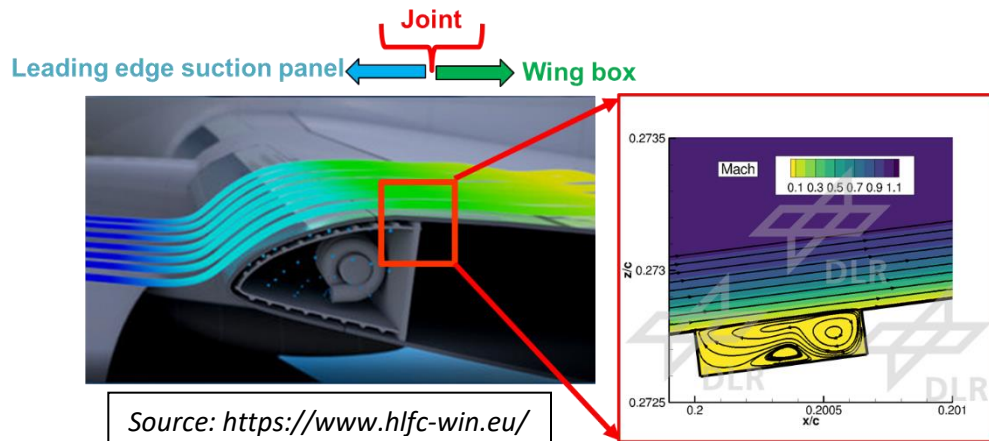 Joint
Leading edge suction panel
Wing box
0.2735
Mach
0.1 0.3 0.5 0.7 0.9 1.1
z/c
0.273
DLR
DLR
DLR
0.2725
0.2
0.2005
0.201
x/c
Source: https://www.hlfc-win.eu/